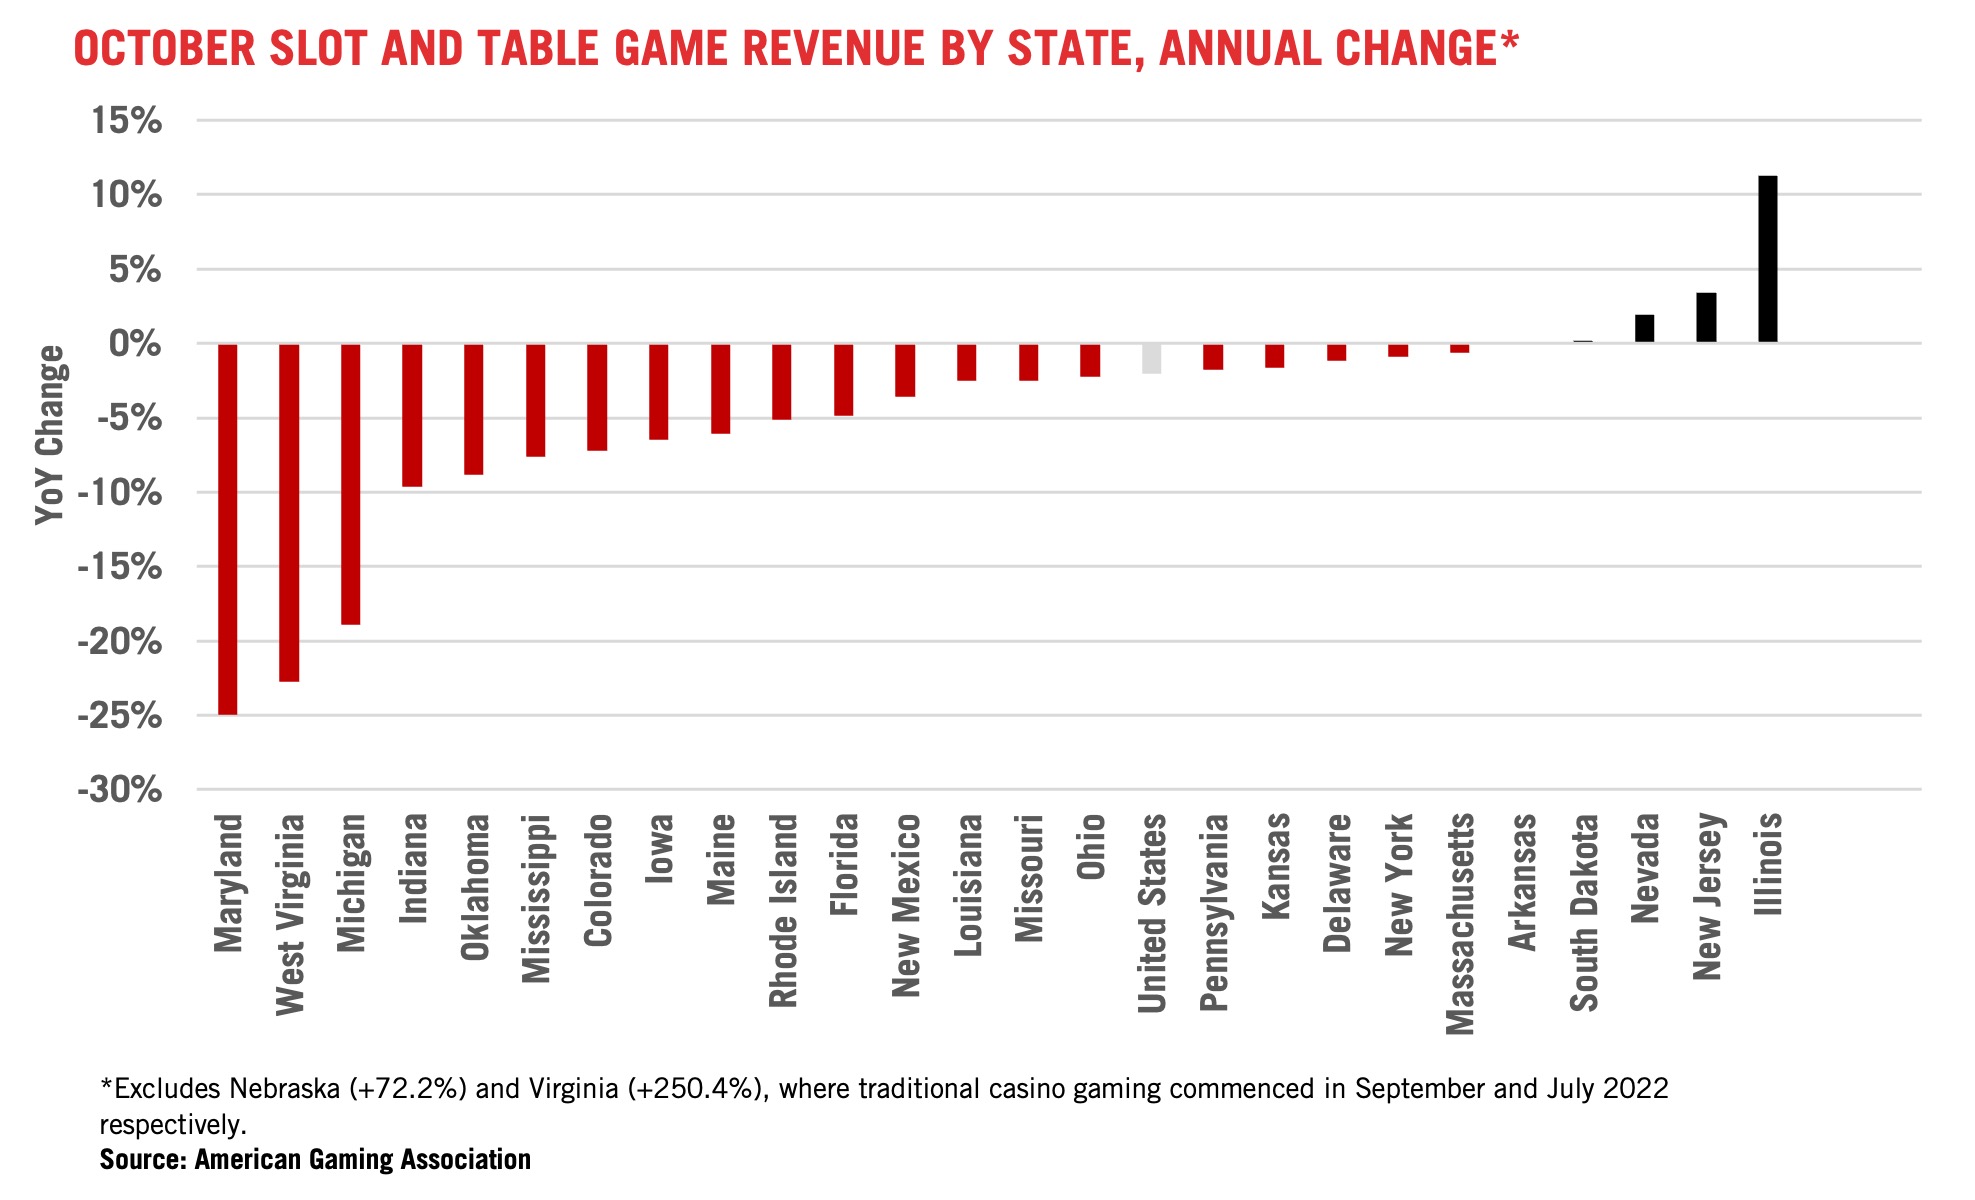 OCTOBER SLOT AND TABLE GAME REVENUE BY STATE, ANNUAL CHANGE*
15%
10%
5%
0%
-5%
-10%
-15%
-20%
-25%
-30%
YoY Change
Maryland
West Virginia
Michigan
Indiana
Oklahoma
Mississippi
Colorado
Iowa
Maine
Rhode Island
Florida
New Mexico
Louisiana
Missouri
Ohio
United States
Pennsylvania
Kansas
Delaware
New York
Massachusetts
Arkansas
South Dakota
Nevada
New Jersey
Illinois
*Excludes Nebraska (+72.2%) and Virginia (+250.4%), where traditional casino gaming commenced in September and July 2022
respectively.
Source: American Gaming Association